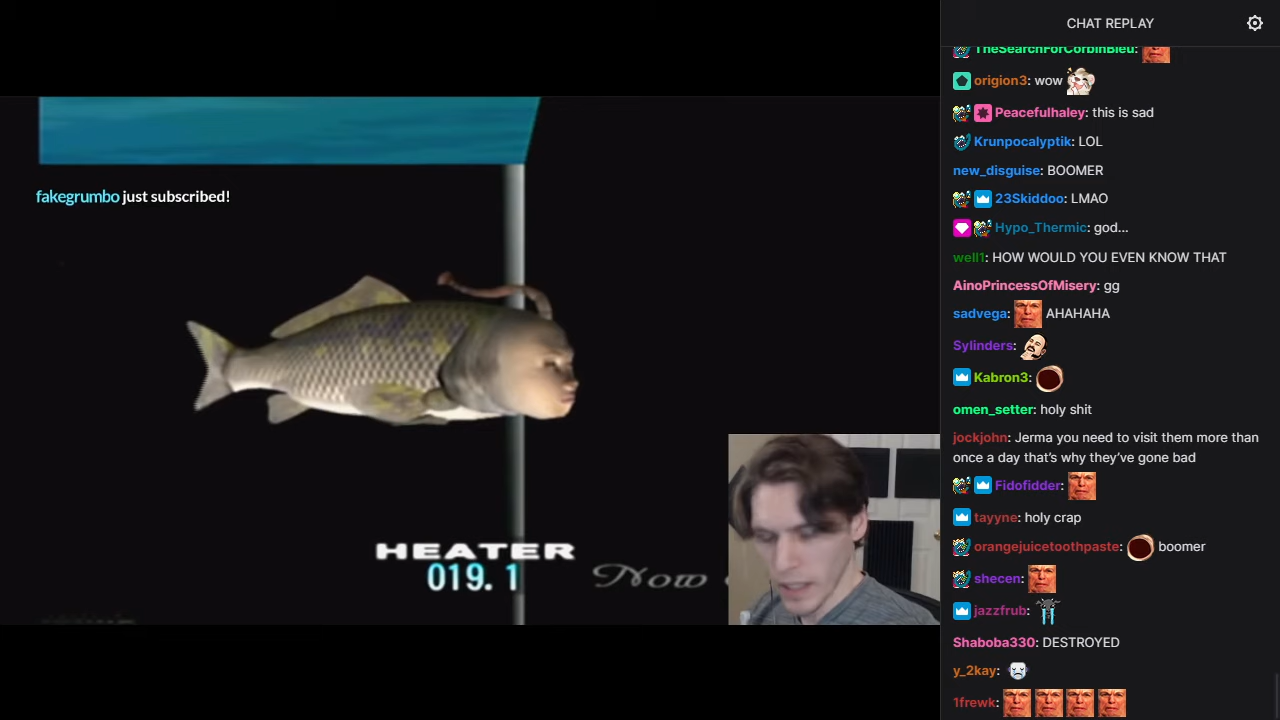 fakegrumbo just subscribed!
HEATER
019. 1
Now
CHAT REPLAY
TheSearchForCorbinBleu:
origion3: wow
Peacefulhaley: this is sad
Krunpocalyptik: LOL
new_disguise: BOOMER
23Skiddoo: LMAO
Hypo_Thermic: god...
well1: HOW WOULD YOU EVEN KNOW THAT
AinoPrincessOfMisery: gg
sadvega: AHAHAHA
Sylinders:
Kabron3:
omen_setter: holy shit
jockjohn: Jerma you need to visit them more than
once a day that's why they've gone bad
Fidofidder:
tayyne: holy crap
orangejuicetoothpaste: boomer
shecen:
jazzfrub:
Shaboba330: DESTROYED
y_2kay:
1frewk: